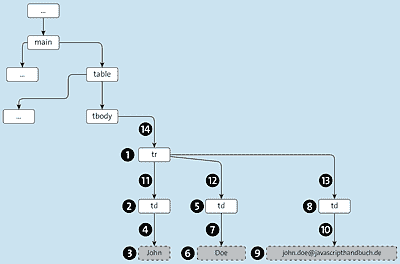 ...
main
...
table
...
tbody
14
1 tr
11 12 13
2 td 5 td 8 td
4 7 10
3 John 6 Doe 9 john.doe@javascripthandbuch.de